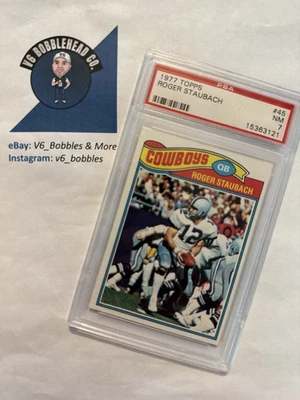 V6 BOBBLEHEAD CO.
eBay: V6_Bobbles & More
Instagram: v6_bobbles
1977 TOPPS
ROGER STAUBACH
PSA
#45
NM
7
15363121
COWBOYS
QB
ROGER STAUBACH
12